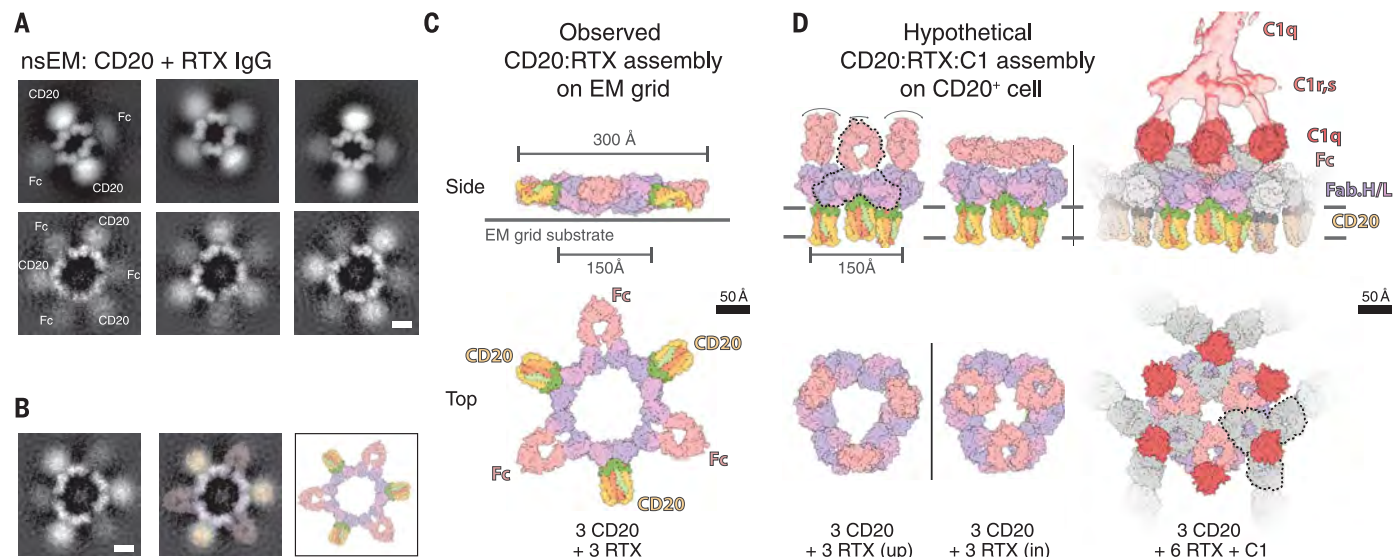 A
nsEM: CD20 + RTX IgG
CD20
Fc
Fc
CD20
Fc
CD20
CD20
Fc
Fc
CD20
B
C
Observed
CD20:RTX assembly
on EM grid
300 Å
Side
EM grid substrate
150Å
50 Å
Fc
CD20
CD20
Top
Fc
Fc
CD20
3 CD20
+ 3 RTX
D
Hypothetical
CD20:RTX:C1 assembly
on CD20⁺ cell
150Å
3 CD20
+ 3 RTX (up)
3 CD20
+ 3 RTX (in)
C1q
C1r,s
C1q
Fc
Fab.H/L
CD20
50 Å
3 CD20
+ 6 RTX + C1